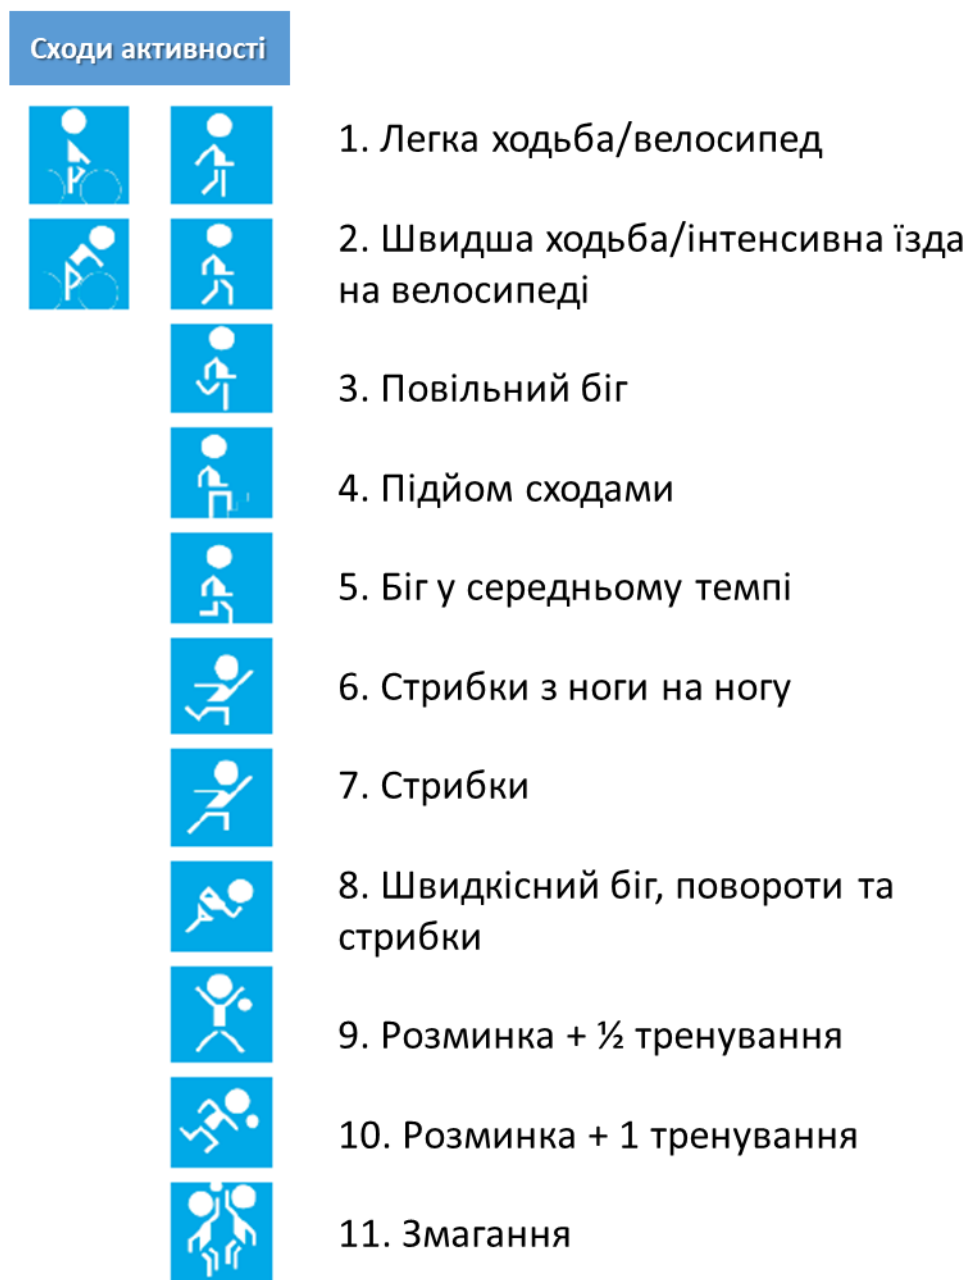 Сходи активності
1. Легка ходьба/велосипед
2. Швидша ходьба/інтенсивна їзда
на велосипеді
3. Повільний біг
4. Підйом сходами
5. Біг у середньому темпі
6. Стрибки з ноги на ногу
7. Стрибки
8. Швидкісний біг, повороти та
стрибки
9. Розминка + ½ тренування
10. Розминка + 1 тренування
11. Змагання